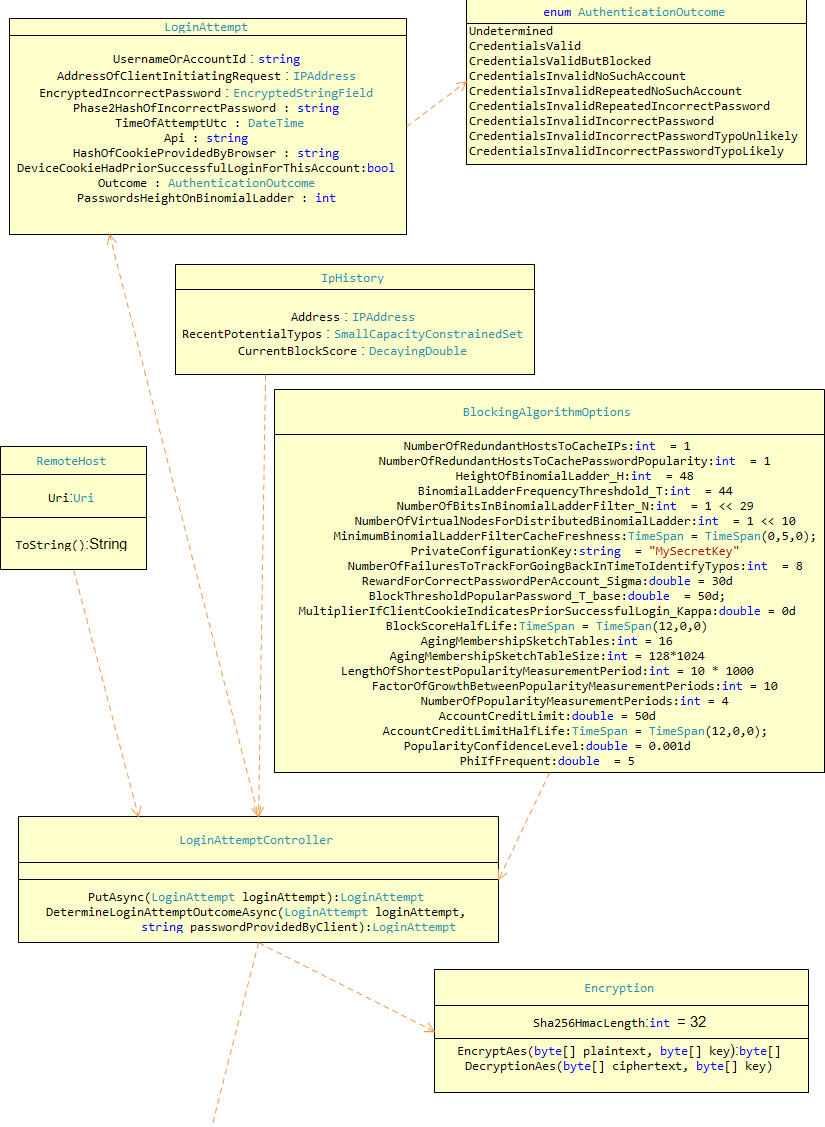 LoginAttempt
UsernameOrAccountId : string
AddressOfClientInitiatingRequest : IPAddress
EncryptedIncorrectPassword : EncryptedStringField
Phase2HashOfIncorrectPassword : string
TimeOfAttemptUtc : DateTime
Api : string
HashOfCookieProvidedByBrowser : string
DeviceCookieHadPriorSuccessfulLoginForThisAccount:bool
Outcome : AuthenticationOutcome
PasswordsHeightOnBinomialLadder : int
enum AuthenticationOutcome
Undetermined
CredentialsValid
CredentialsValidButBlocked
CredentialsInvalidNoSuchAccount
CredentialsInvalidRepeatedNoSuchAccount
CredentialsInvalidRepeatedIncorrectPassword
CredentialsInvalidIncorrectPassword
CredentialsInvalidIncorrectPasswordTypoUnlikely
CredentialsInvalidIncorrectPasswordTypoLikely
IpHistory
Address : IPAddress
RecentPotentialTypos : SmallCapacityConstrainedSet
CurrentBlockScore : DecayingDouble
BlockingAlgorithmOptions
NumberOfRedundantHostsToCacheIPs:int = 1
NumberOfRedundantHostsToCachePasswordPopularity:int = 1
HeightOfBinomialLadder_H:int = 48
BinomialLadderFrequencyThreshdold_T:int = 44
NumberOfBitsInBinomialLadderFilter_N:int = 1 << 29
NumberOfVirtualNodesForDistributedBinomialLadder:int = 1 << 10
MinimumBinomialLadderFilterCacheFreshness:TimeSpan = TimeSpan(0,5,0);
PrivateConfigurationKey:string = "MySecretKey"
NumberOfFailuresToTrackForGoingBackInTimeToIdentifyTypos:int = 8
RewardForCorrectPasswordPerAccount_Sigma:double = 30d
BlockThresholdPopularPassword_T_base:double = 50d;
MultiplierIfClientCookieIndicatesPriorSuccessfulLogin_Kappa:double = 0d
BlockScoreHalfLife:TimeSpan = TimeSpan(12,0,0)
AgingMembershipSketchTables:int = 16
AgingMembershipSketchTableSize:int = 128*1024
LengthOfShortestPopularityMeasurementPeriod:int = 10 * 1000
FactorOfGrowthBetweenPopularityMeasurementPeriods:int = 10
NumberOfPopularityMeasurementPeriods:int = 4
AccountCreditLimit:double = 50d
AccountCreditLimitHalfLife:TimeSpan = TimeSpan(12,0,0);
PopularityConfidenceLevel:double = 0.001d
PhiIfFrequent:double = 5
RemoteHost
Uri:Uri
ToString():String
LoginAttemptController
PutAsync(LoginAttempt loginAttempt):LoginAttempt
DetermineLoginAttemptOutcomeAsync(LoginAttempt loginAttempt,
string passwordProvidedByClient):LoginAttempt
Encryption
Sha256HmacLength:int = 32
EncryptAes(byte[] plaintext, byte[] key):byte[]
DecryptionAes(byte[] ciphertext, byte[] key)